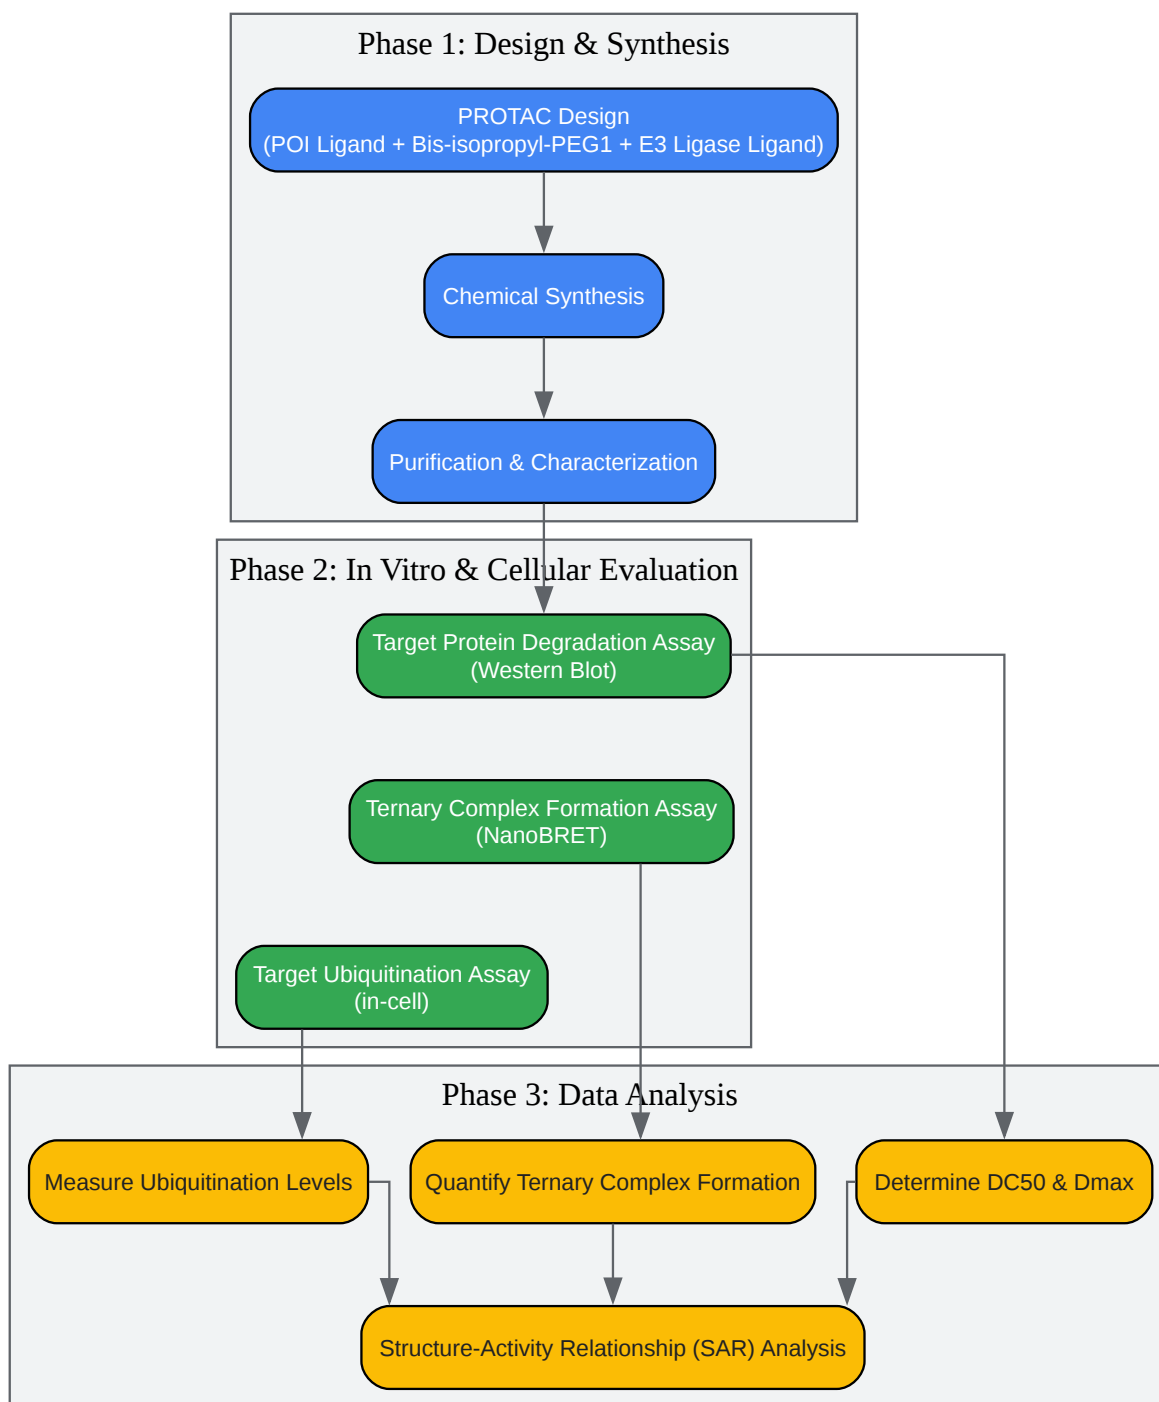 Phase 1: Design & Synthesis
PROTAC Design
(POI Ligand + Bis-isopropyl-PEG1 + E3 Ligase Ligand)
Chemical Synthesis
Purification & Characterization
Phase 2: In Vitro & Cellular Evaluation
Target Protein Degradation Assay
(Western Blot)
Ternary Complex Formation Assay
(NanoBRET)
Target Ubiquitination Assay
(in-cell)
Phase 3: Data Analysis
Measure Ubiquitination Levels
Quantify Ternary Complex Formation
Determine DC50 & Dmax
Structure-Activity Relationship (SAR) Analysis